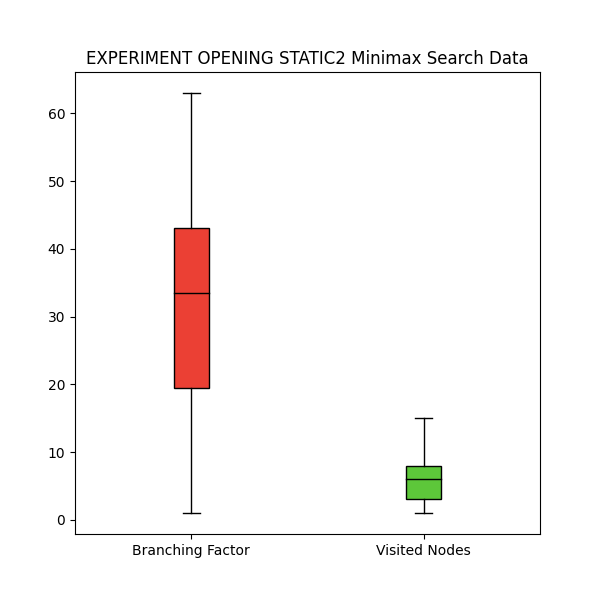 EXPERIMENT OPENING STATIC2 Minimax Search Data
60
50
40
30
20
10
0
Branching Factor
Visited Nodes